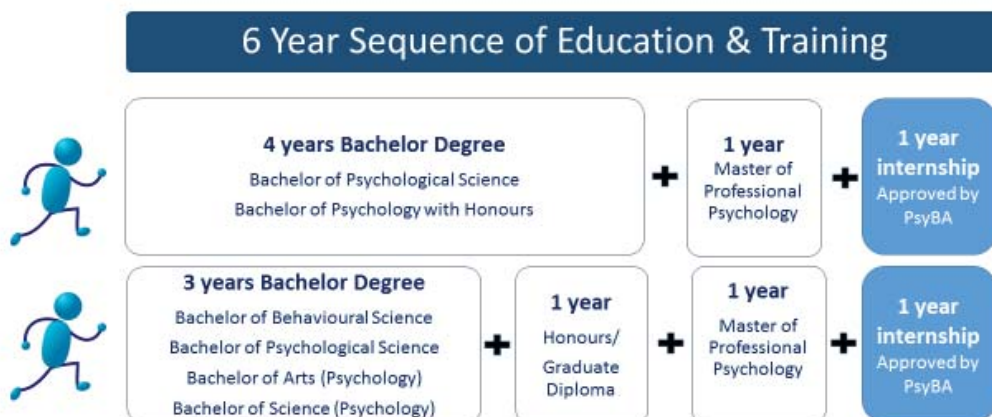 6 Year Sequence of Education & Training
4 years Bachelor Degree
Bachelor of Psychological Science
Bachelor of Psychology with Honours
+
1 year
Master of
Professional
Psychology
+
1 year
internship
Approved by
PsyBA
3 years Bachelor Degree
Bachelor of Behavioural Science
Bachelor of Psychological Science
Bachelor of Arts (Psychology)
Bachelor of Science (Psychology)
+
1 year
Honours/
Graduate
Diploma
+
1 year
Master of
Professional
Psychology
+
1 year
internship
Approved by
PsyBA